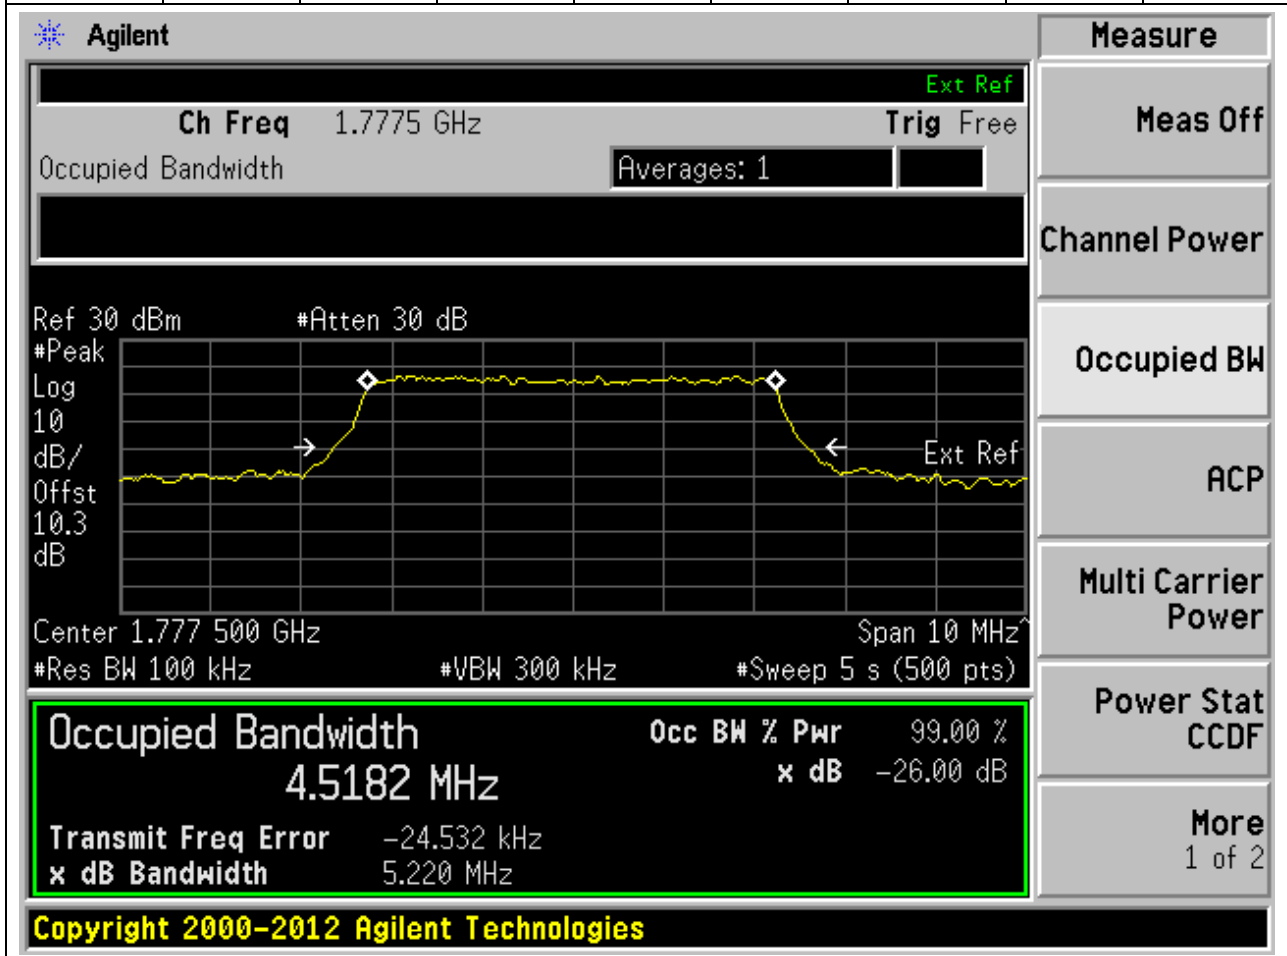 Agilent
Measure
Ext Ref
Ch Freq 1.7775 GHz
Trig Free
Occupied Bandwidth
Averages: 1
Meas Off
Channel Power
Occupied BW
ACP
Multi Carrier
Power
Power Stat
CCDF
More
1 of 2
Ref 30 dBm
#Atten 30 dB
#Peak
Log
10
dB/
Offst
10.3
dB
Ext Ref
Center 1.777 500 GHz
Span 10 MHz^
#Res BW 100 kHz
#VBW 300 kHz
#Sweep 5 s (500 pts)
Occupied Bandwidth
4.5182 MHz
Occ BW % Pwr 99.00 %
x dB -26.00 dB
Transmit Freq Error -24.532 kHz
x dB Bandwidth 5.220 MHz
Copyright 2000-2012 Agilent Technologies